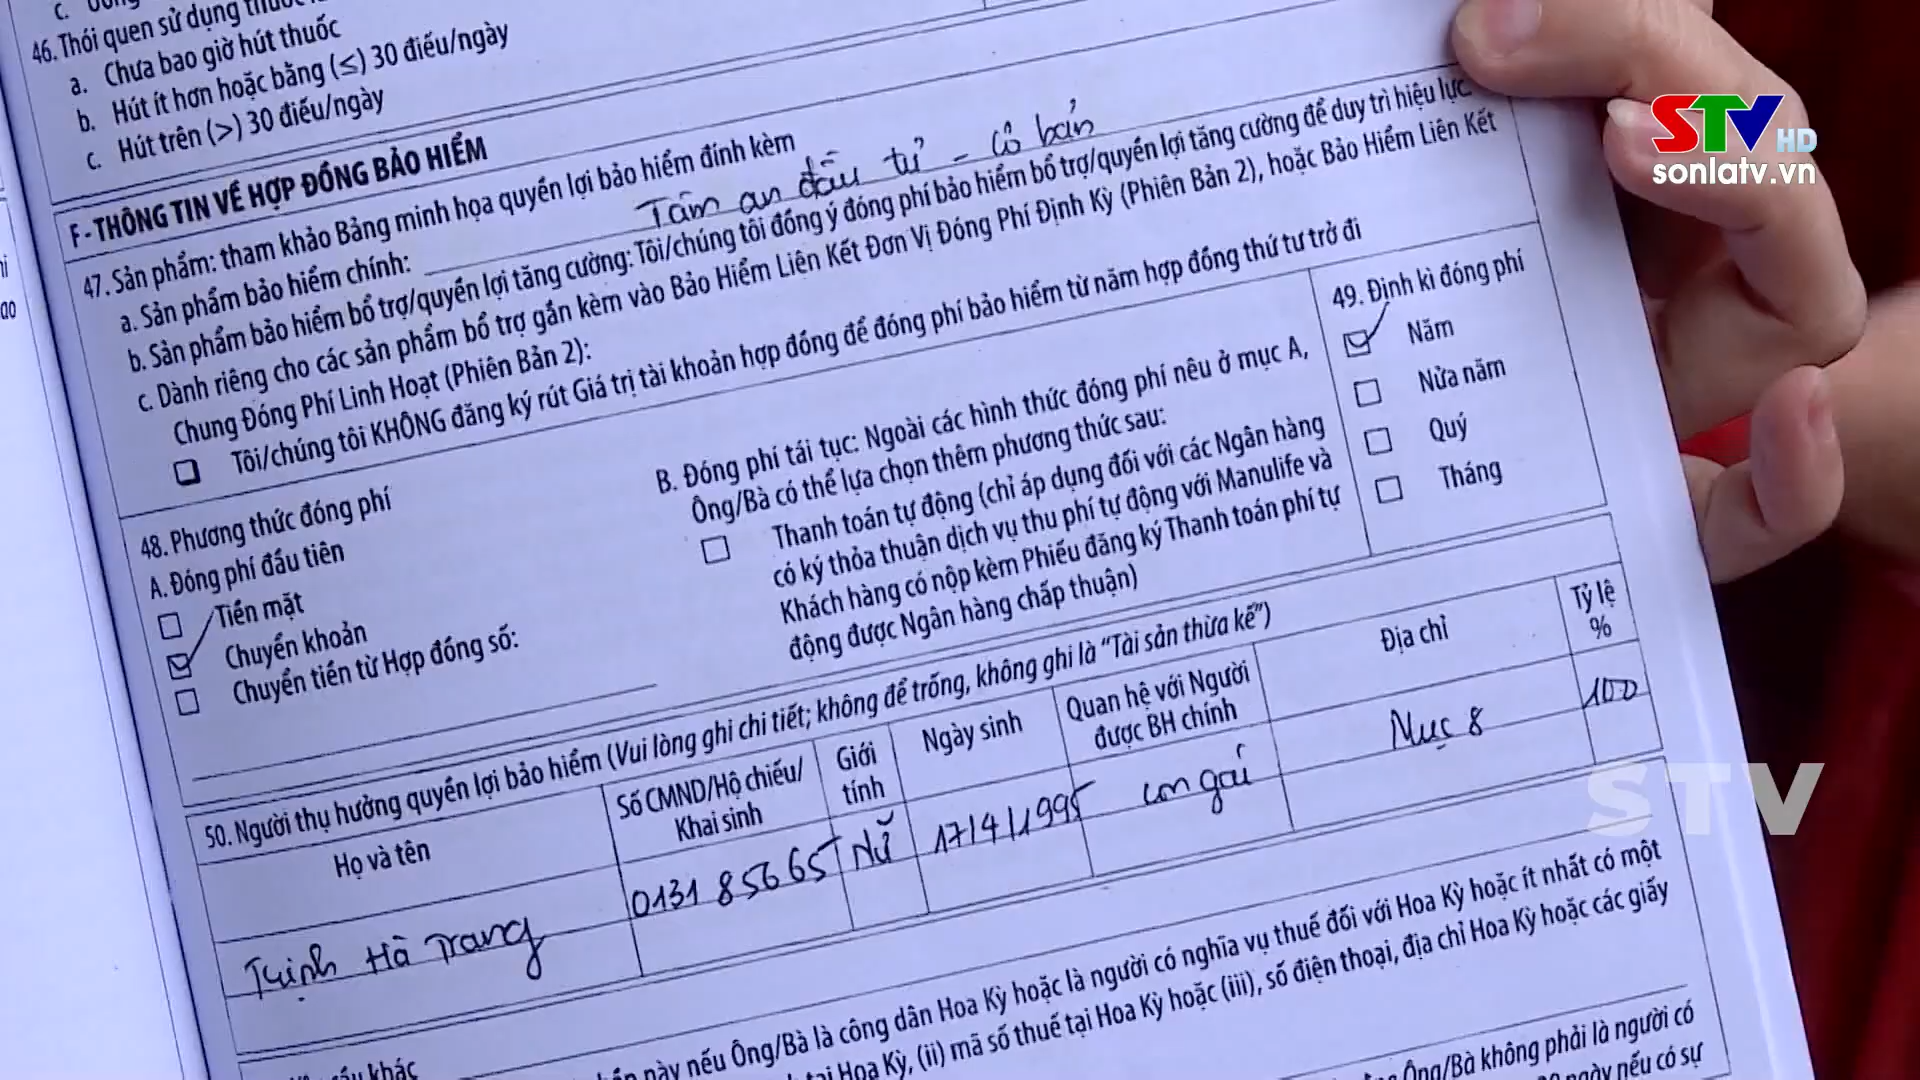 46. Thói quen sử dụng thuốc
a. Chưa bao giờ hút thuốc
b. Hút ít hơn hoặc bằng (≤) 30 điếu/ngày
c. Hút trên (>) 30 điếu/ngày
F - THÔNG TIN VỀ HỢP ĐỒNG BẢO HIỂM
47. Sản phẩm: tham khảo Bảng minh họa quyền lợi bảo hiểm đính kèm
a. Sản phẩm bảo hiểm chính: Tâm an đầu tư - Cơ bản
b. Sản phẩm bảo hiểm bổ trợ/quyền lợi tăng cường: Tôi/chúng tôi đồng ý đóng phí bảo hiểm bổ trợ/quyền lợi tăng cường để duy trì hiệu lực
c. Dành riêng cho các sản phẩm bổ trợ gắn kèm vào Bảo Hiểm Liên Kết Đơn Vị Đóng Phí Định Kỳ (Phiên Bản 2), hoặc Bảo Hiểm Liên Kết
Chung Đóng Phí Linh Hoạt (Phiên Bản 2):
Tôi/chúng tôi KHÔNG đăng ký rút Giá trị tài khoản hợp đồng để đóng phí bảo hiểm từ năm hợp đồng thứ tư trở đi
48. Phương thức đóng phí
A. Đóng phí đầu tiên
Tiền mặt
Chuyển khoản
Chuyển tiền từ Hợp đồng số:
B. Đóng phí tái tục: Ngoài các hình thức đóng phí nêu ở mục A,
Ông/Bà có thể lựa chọn thêm phương thức sau:
Thanh toán tự động (chỉ áp dụng đối với các Ngân hàng
có ký thỏa thuận dịch vụ thu phí tự động với Manulife và
Khách hàng có nộp kèm Phiếu đăng ký Thanh toán phí tự
động được Ngân hàng chấp thuận)
49. Định kì đóng phí
Năm
Nửa năm
Quý
Tháng
50. Người thụ hưởng quyền lợi bảo hiểm (Vui lòng ghi chi tiết; không để trống, không ghi là “Tài sản thừa kế”)
Họ và tên
Số CMND/Hộ chiếu/
Khai sinh
Giới
tính
Ngày sinh
Quan hệ với Người
được BH chính
Địa chỉ
Tỷ lệ
%
Trịnh Hà Trang
013185665
Nữ
17/4/1995
con gái
Mục 8
100
này nếu Ông/Bà là công dân Hoa Kỳ hoặc là người có nghĩa vụ thuế đối với Hoa Kỳ hoặc ít nhất có một
tại Hoa Kỳ, (ii) mã số thuế tại Hoa Kỳ hoặc (iii), số điện thoại, địa chỉ Hoa Kỳ hoặc các giấy
khác
Ông/Bà không phải là người có
ngày nếu có sự
STV HD
sonlatv.vn
STV